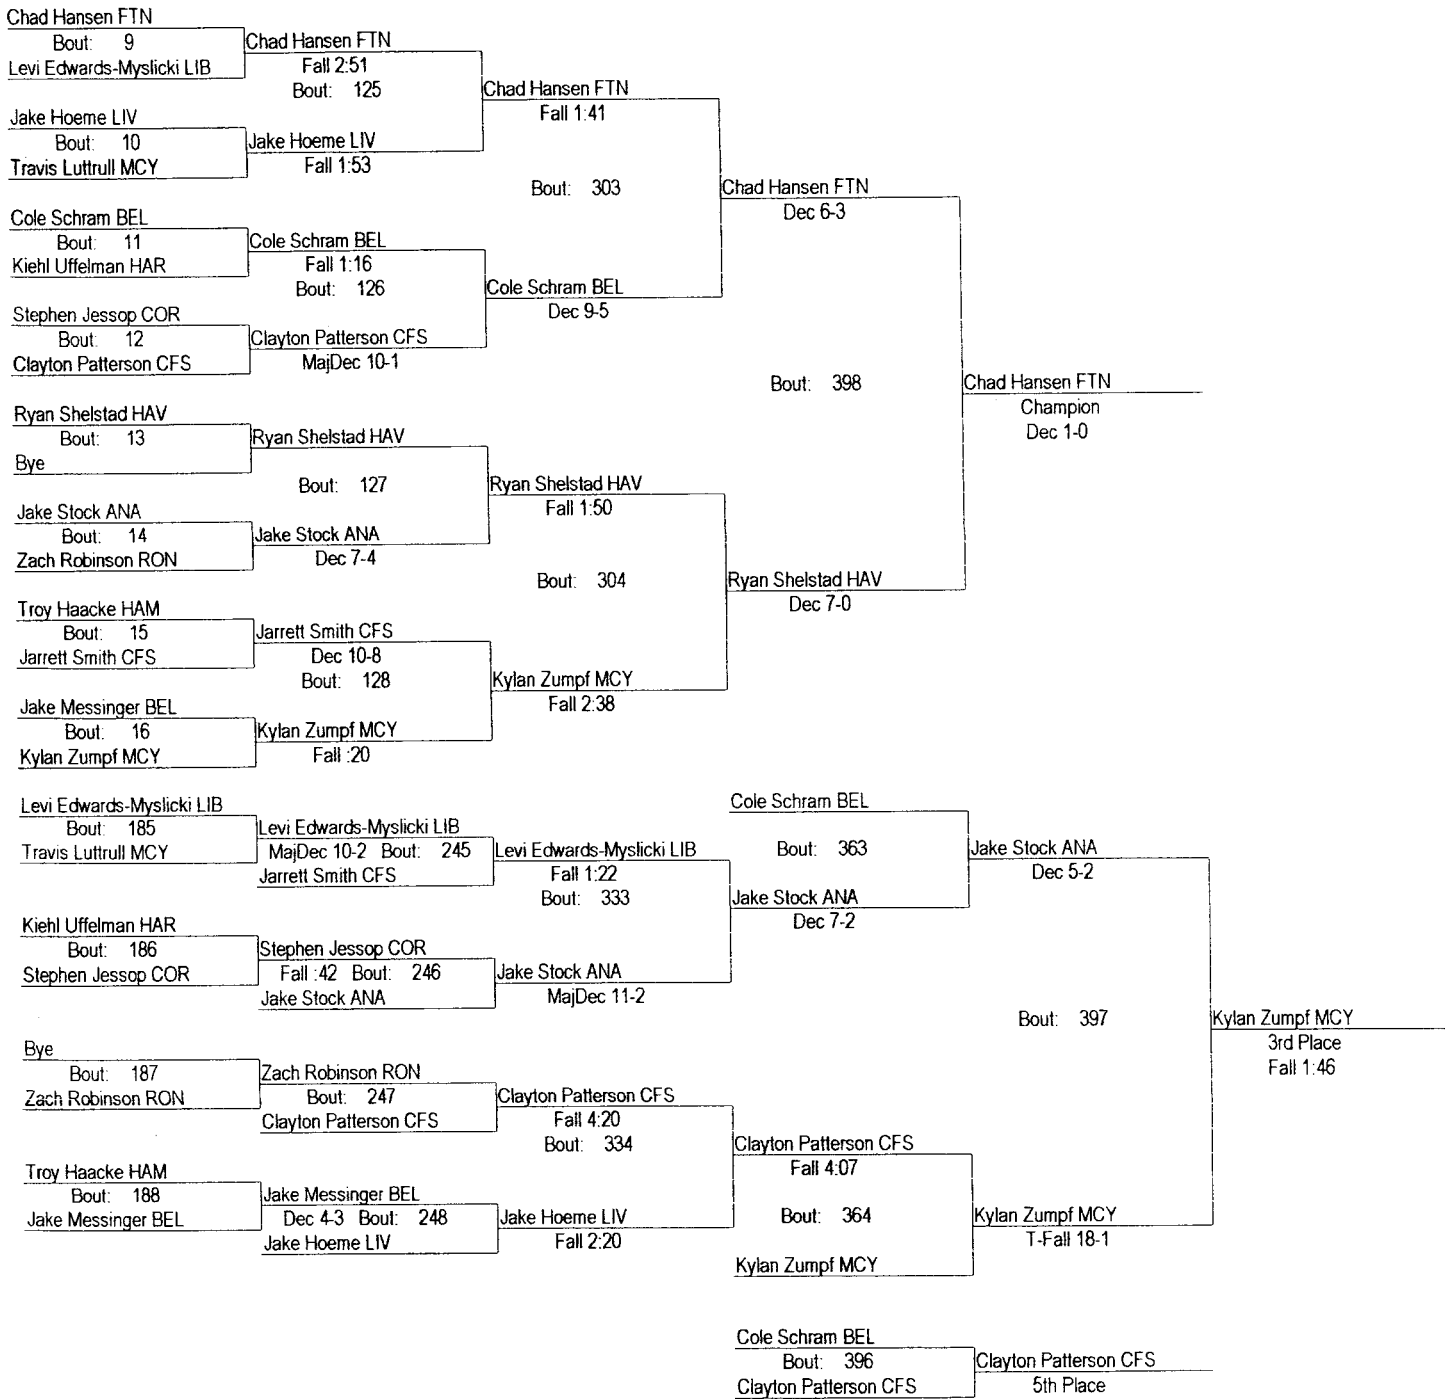 Chad Hansen FTN
Bout: 9
Levi Edwards-Myslicki LIB
Chad Hansen FTN
Fall 2:51
Bout: 125
Jake Hoeme LIV
Bout: 10
Travis Luttrull MCY
Jake Hoeme LIV
Fall 1:53
Chad Hansen FTN
Fall 1:41
Bout: 303
Cole Schram BEL
Bout: 11
Kiehl Uffelman HAR
Cole Schram BEL
Fall 1:16
Bout: 126
Stephen Jessop COR
Bout: 12
Clayton Patterson CFS
Clayton Patterson CFS
MajDec 10-1
Cole Schram BEL
Dec 9-5
Chad Hansen FTN
Dec 6-3
Bout: 398
Chad Hansen FTN
Champion
Dec 1-0
Ryan Shelstad HAV
Bout: 13
Bye
Ryan Shelstad HAV
Bout: 127
Jake Stock ANA
Bout: 14
Zach Robinson RON
Jake Stock ANA
Dec 7-4
Ryan Shelstad HAV
Fall 1:50
Bout: 304
Ryan Shelstad HAV
Dec 7-0
Troy Haacke HAM
Bout: 15
Jarrett Smith CFS
Jarrett Smith CFS
Dec 10-8
Bout: 128
Jake Messinger BEL
Bout: 16
Kylan Zumpf MCY
Kylan Zumpf MCY
Fall :20
Kylan Zumpf MCY
Fall 2:38
Levi Edwards-Myslicki LIB
Bout: 185
Travis Luttrull MCY
Levi Edwards-Myslicki LIB
MajDec 10-2 Bout: 245
Jarrett Smith CFS
Levi Edwards-Myslicki LIB
Fall 1:22
Bout: 333
Kiehl Uffelman HAR
Bout: 186
Stephen Jessop COR
Stephen Jessop COR
Fall :42 Bout: 246
Jake Stock ANA
Jake Stock ANA
MajDec 11-2
Cole Schram BEL
Bout: 363
Jake Stock ANA
Dec 7-2
Jake Stock ANA
Dec 5-2
Bout: 397
Kylan Zumpf MCY
3rd Place
Fall 1:46
Bye
Bout: 187
Zach Robinson RON
Zach Robinson RON
Bout: 247
Clayton Patterson CFS
Clayton Patterson CFS
Fall 4:20
Bout: 334
Troy Haacke HAM
Bout: 188
Jake Messinger BEL
Jake Messinger BEL
Dec 4-3 Bout: 248
Jake Hoeme LIV
Jake Hoeme LIV
Fall 2:20
Clayton Patterson CFS
Fall 4:07
Bout: 364
Kylan Zumpf MCY
Kylan Zumpf MCY
T-Fall 18-1
Cole Schram BEL
Bout: 396
Clayton Patterson CFS
Clayton Patterson CFS
5th Place